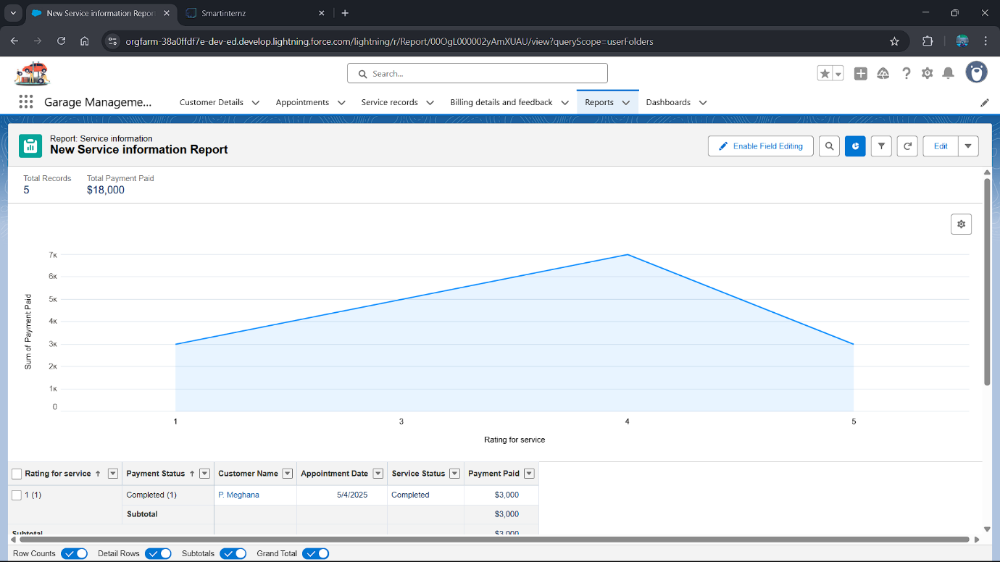 New Service information Repor
Smartinternz
orgfarm-38a0ffdf7e-dev-ed.develop.lightning.force.com/lightning/r/Report/00OgL000002yAmXUAU/view?queryScope=userFolders
Search...
Garage Manageme...
Customer Details
Appointments
Service records
Billing details and feedback
Reports
Dashboards
Report: Service information
New Service information Report
Enable Field Editing
Edit
Total Records
Total Payment Paid
5
$18,000
7K
6K
5K
4K
3K
2K
1K
0
Sum of Payment Paid
1
3
4
5
Rating for service
Rating for service ↑ Payment Status ↑ Customer Name Appointment Date Service Status Payment Paid
1 (1) Completed (1) P. Meghana 5/4/2025 Completed $3,000
Subtotal $3,000
Subtotal $3,000
Row Counts Detail Rows Subtotals Grand Total